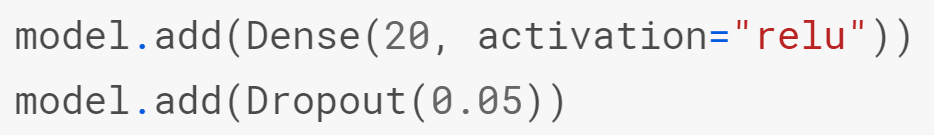 model.add(Dense(20, activation="relu"))
model.add(Dropout(0.05))